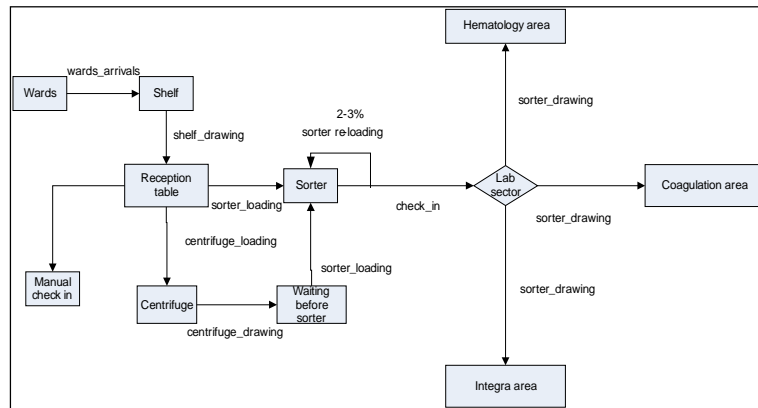 Hematology area
wards_arrivals
Wards
Shelf
sorter_drawing
2-3%
sorter re-loading
shelf_drawing
Reception
table
Sorter
Lab
sector
Coagulation area
sorter_loading
check_in
sorter_drawing
centrifuge_loading
sorter_loading
Manual
check in
sorter_drawing
Centrifuge
Waiting
before
sorter
centrifuge_drawing
Integra area